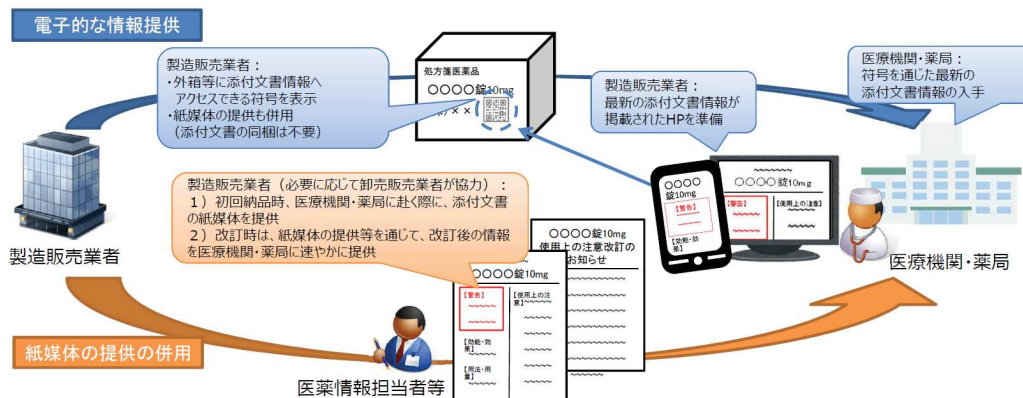 電子的な情報提供
製造販売業者：
・外箱等に添付文書情報へ
アクセスできる符号を表示
・紙媒体の提供も併用
（添付文書の同梱は不要）
処方箋医薬品
○○○○錠10mg
××
製造販売業者：
最新の添付文書情報が
掲載されたHPを準備
医療機関・薬局：
符号を通じた最新の
添付文書情報の入手
製造販売業者
製造販売業者（必要に応じて卸売販売業者が協力）：
１）初回納品時、医療機関・薬局に赴く際に、添付文書
の紙媒体を提供
２）改訂時は、紙媒体の提供等を通じて、改訂後の情報
を医療機関・薬局に速やかに提供
○○○○
錠10mg
【警告】
【効能・効
果】
○○○○錠10mg
【警告】
【使用上の注意】
医療機関・薬局
○○○○錠10mg
使用上の注意改訂の
お知らせ
○○○○錠10mg
【警告】
【使用上の注
意】
【効能・効
果】
【用法・用
量】
紙媒体の提供の併用
医薬情報担当者等